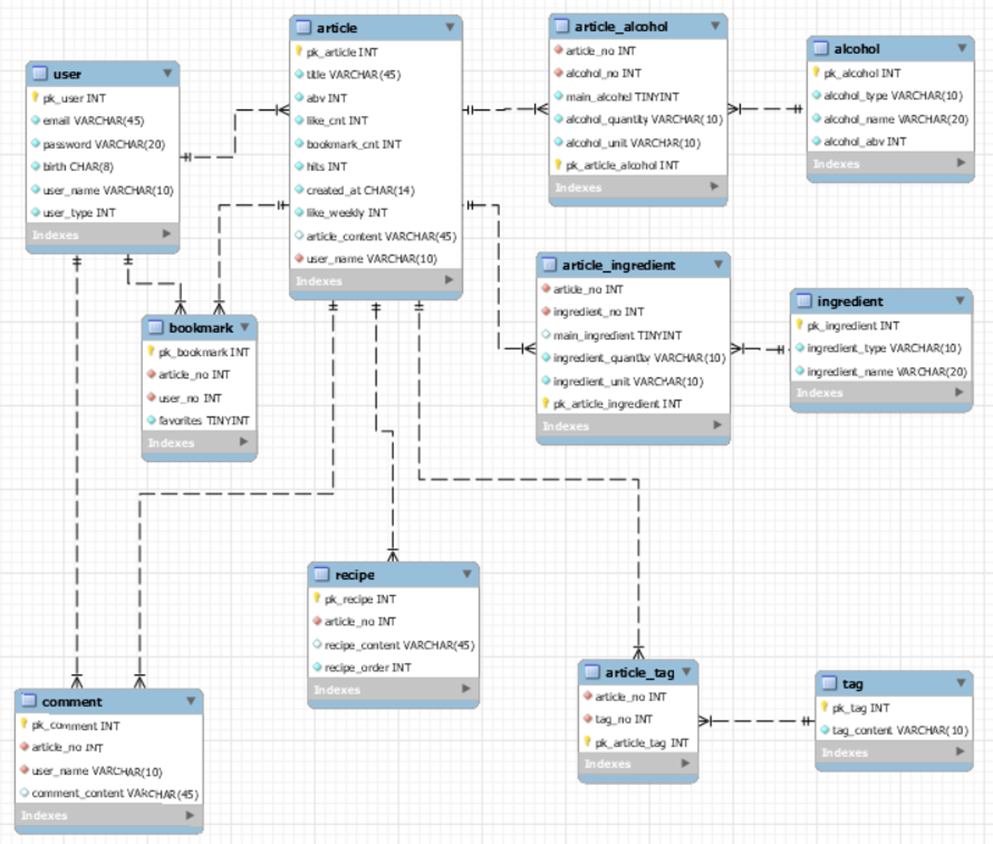 user
pk_user INT
email VARCHAR(45)
password VARCHAR(20)
birth CHAR(8)
user_name VARCHAR(10)
user_type INT
Indexes
article
pk_article INT
title VARCHAR(45)
abv INT
like_cnt INT
bookmark_cnt INT
hits INT
created_at CHAR(14)
like_weekly INT
article_content VARCHAR(45)
user_name VARCHAR(10)
Indexes
article_alcohol
article_no INT
alcohol_no INT
main_alcohol TINYINT
alcohol_quantity VARCHAR(10)
alcohol_unit VARCHAR(10)
pk_article_alcohol INT
Indexes
alcohol
pk_alcohol INT
alcohol_type VARCHAR(10)
alcohol_name VARCHAR(20)
alcohol_abv INT
Indexes
bookmark
pk_bookmark INT
article_no INT
user_no INT
favorites TINYINT
Indexes
article_ingredient
article_no INT
ingredient_no INT
main_ingredient TINYINT
ingredient_quantity VARCHAR(10)
ingredient_unit VARCHAR(10)
pk_article_ingredient INT
Indexes
ingredient
pk_ingredient INT
ingredient_type VARCHAR(10)
ingredient_name VARCHAR(20)
Indexes
recipe
pk_recipe INT
article_no INT
recipe_content VARCHAR(45)
recipe_order INT
Indexes
comment
pk_comment INT
article_no INT
user_name VARCHAR(10)
comment_content VARCHAR(45)
Indexes
article_tag
article_no INT
tag_no INT
pk_article_tag INT
Indexes
tag
pk_tag INT
tag_content VARCHAR(10)
Indexes